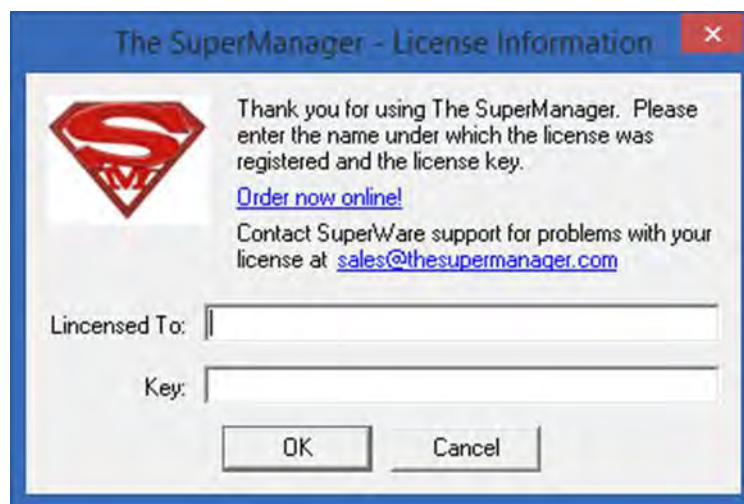 The SuperManager - License Information
SM
Thank you for using The SuperManager. Please
enter the name under which the license was
registered and the license key.
Order now online!
Contact SuperWare support for problems with your
license at sales@thesupermanager.com
Lincensed To:
Key:
OK
Cancel